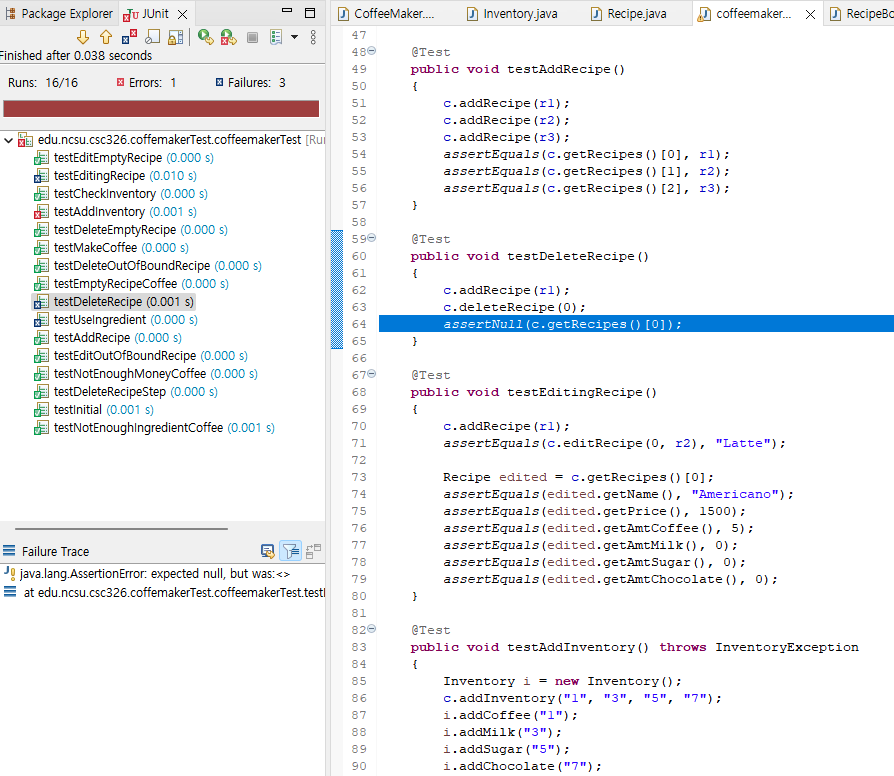 Package Explorer JUnit
Finished after 0.038 seconds
Runs: 16/16 Errors: 1 Failures: 3
edu.ncsu.csc326.coffemakerTest.coffeemakerTest [Run
testEditEmptyRecipe (0.000 s)
testEditingRecipe (0.010 s)
testCheckInventory (0.000 s)
testAddInventory (0.001 s)
testDeleteEmptyRecipe (0.000 s)
testMakeCoffee (0.000 s)
testDeleteOutOfBoundRecipe (0.000 s)
testEmptyRecipeCoffee (0.000 s)
testDeleteRecipe (0.001 s)
testUseIngredient (0.000 s)
testAddRecipe (0.000 s)
testEditOutOfBoundRecipe (0.000 s)
testNotEnoughMoneyCoffee (0.000 s)
testDeleteRecipeStep (0.000 s)
testInitial (0.001 s)
testNotEnoughIngredientCoffee (0.001 s)
Failure Trace
java.lang.AssertionError: expected null, but was:<>
at edu.ncsu.csc326.coffemakerTest.coffeemakerTest.test
CoffeeMaker.... Inventory.java Recipe.java coffeemaker... RecipeBo
47
48 @Test
49 public void testAddRecipe()
50 {
51 c.addRecipe(r1);
52 c.addRecipe(r2);
53 c.addRecipe(r3);
54 assertEquals(c.getRecipes()[0], r1);
55 assertEquals(c.getRecipes()[1], r2);
56 assertEquals(c.getRecipes()[2], r3);
57 }
58
59 @Test
60 public void testDeleteRecipe()
61 {
62 c.addRecipe(r1);
63 c.deleteRecipe(0);
64 assertNull(c.getRecipes()[0]);
65 }
66
67 @Test
68 public void testEditingRecipe()
69 {
70 c.addRecipe(r1);
71 assertEquals(c.editRecipe(0, r2), "Latte");
72
73 Recipe edited = c.getRecipes()[0];
74 assertEquals(edited.getName(), "Americano");
75 assertEquals(edited.getPrice(), 1500);
76 assertEquals(edited.getAmtCoffee(), 5);
77 assertEquals(edited.getAmtMilk(), 0);
78 assertEquals(edited.getAmtSugar(), 0);
79 assertEquals(edited.getAmtChocolate(), 0);
80 }
81
82 @Test
83 public void testAddInventory() throws InventoryException
84 {
85 Inventory i = new Inventory();
86 c.addInventory("1", "3", "5", "7");
87 i.addCoffee("1");
88 i.addMilk("3");
89 i.addSugar("5");
90 i.addChocolate("7");